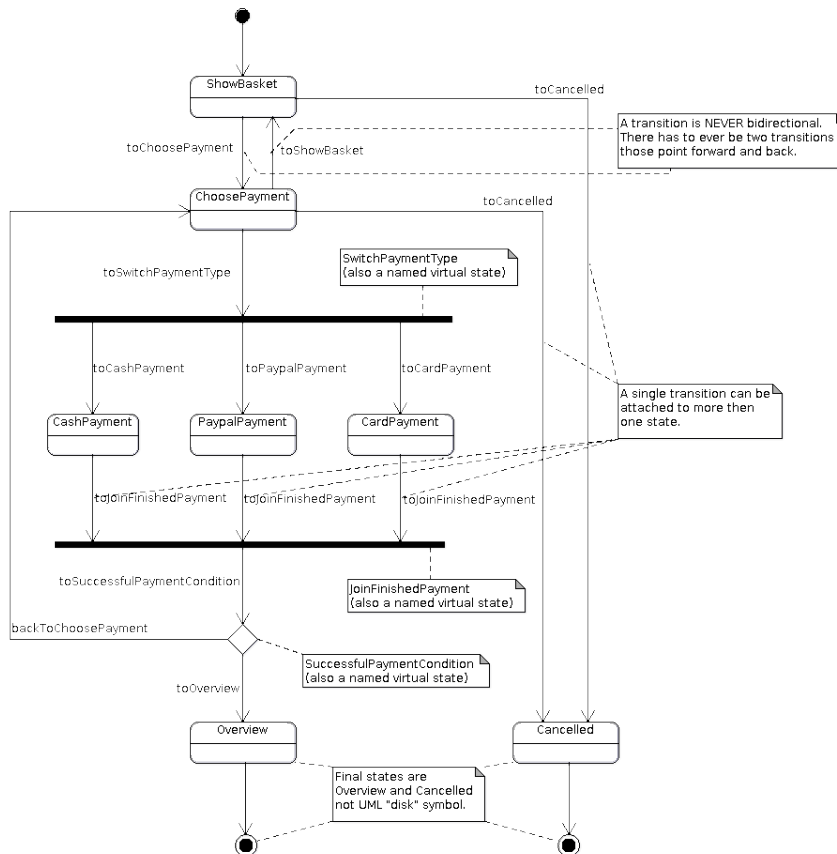 ShowBasket
toCancelled
A transition is NEVER bidirectional.
There has to ever be two transitions
those point forward and back.
toChoosePayment
toShowBasket
ChoosePayment
toCancelled
SwitchPaymentType
(also a named virtual state)
toSwitchPaymentType
toCashPayment
toPaypalPayment
toCardPayment
A single transition can be
attached to more then
one state.
CashPayment
PaypalPayment
CardPayment
toJoinFinishedPayment
toJoinFinishedPayment
toJoinFinishedPayment
toSuccessfulPaymentCondition
JoinFinishedPayment
(also a named virtual state)
backToChoosePayment
SuccessfulPaymentCondition
(also a named virtual state)
toOverview
Overview
Cancelled
Final states are
Overview and Cancelled
not UML "disk" symbol.